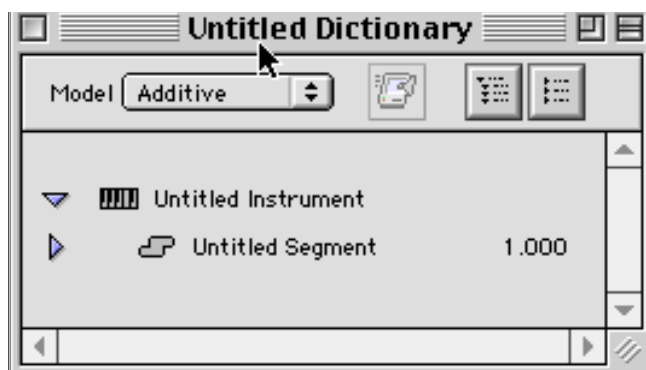 Untitled Dictionary
Model Additive
Untitled Instrument
Untitled Segment 1.000